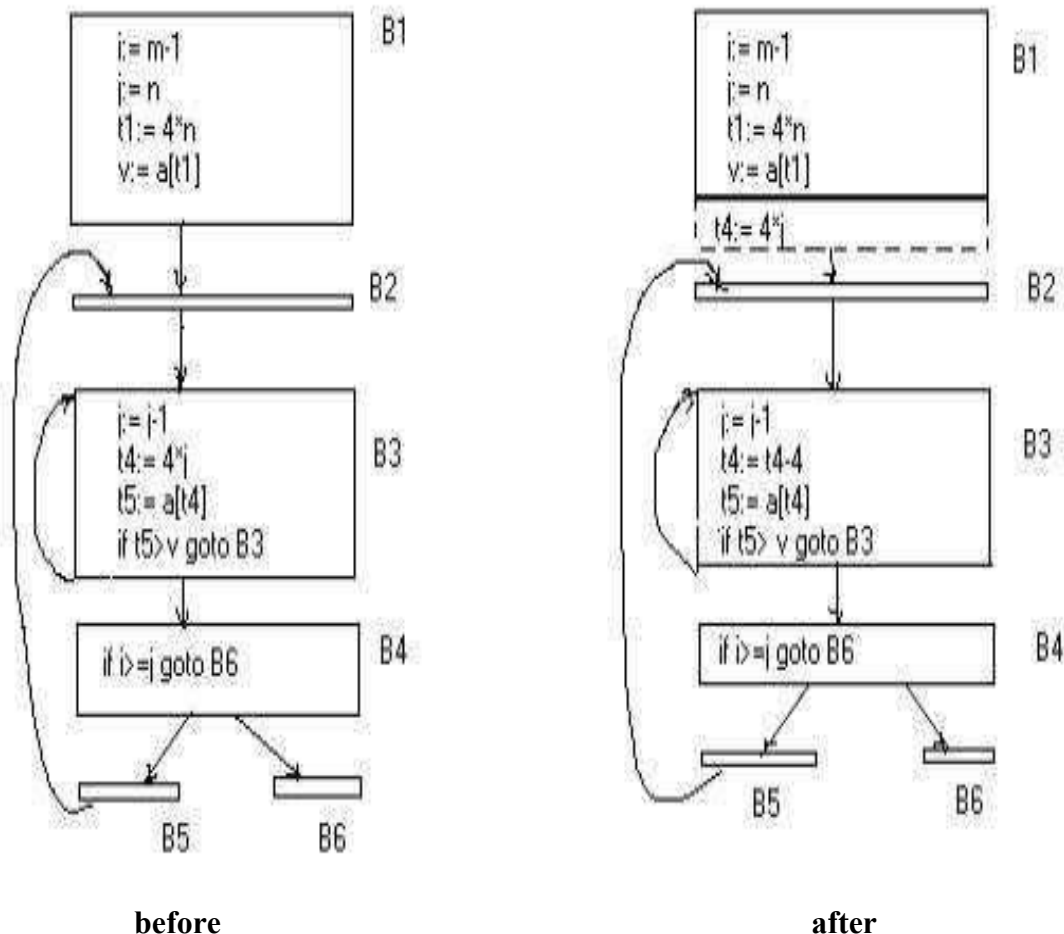 i:= m-1
j:= n
t1:= 4*n
v:= a[t1]
B1
B2
j:= j-1
t4:= 4*j
t5:= a[t4]
if t5> v goto B3
B3
if i>=j goto B6
B4
B5
B6
before
i:= m-1
j:= n
t1:= 4*n
v:= a[t1]
B1
t4:= 4*j
B2
j:= j-1
t4:= t4-4
t5:= a[t4]
if t5> v goto B3
B3
if i>=j goto B6
B4
B5
B6
after